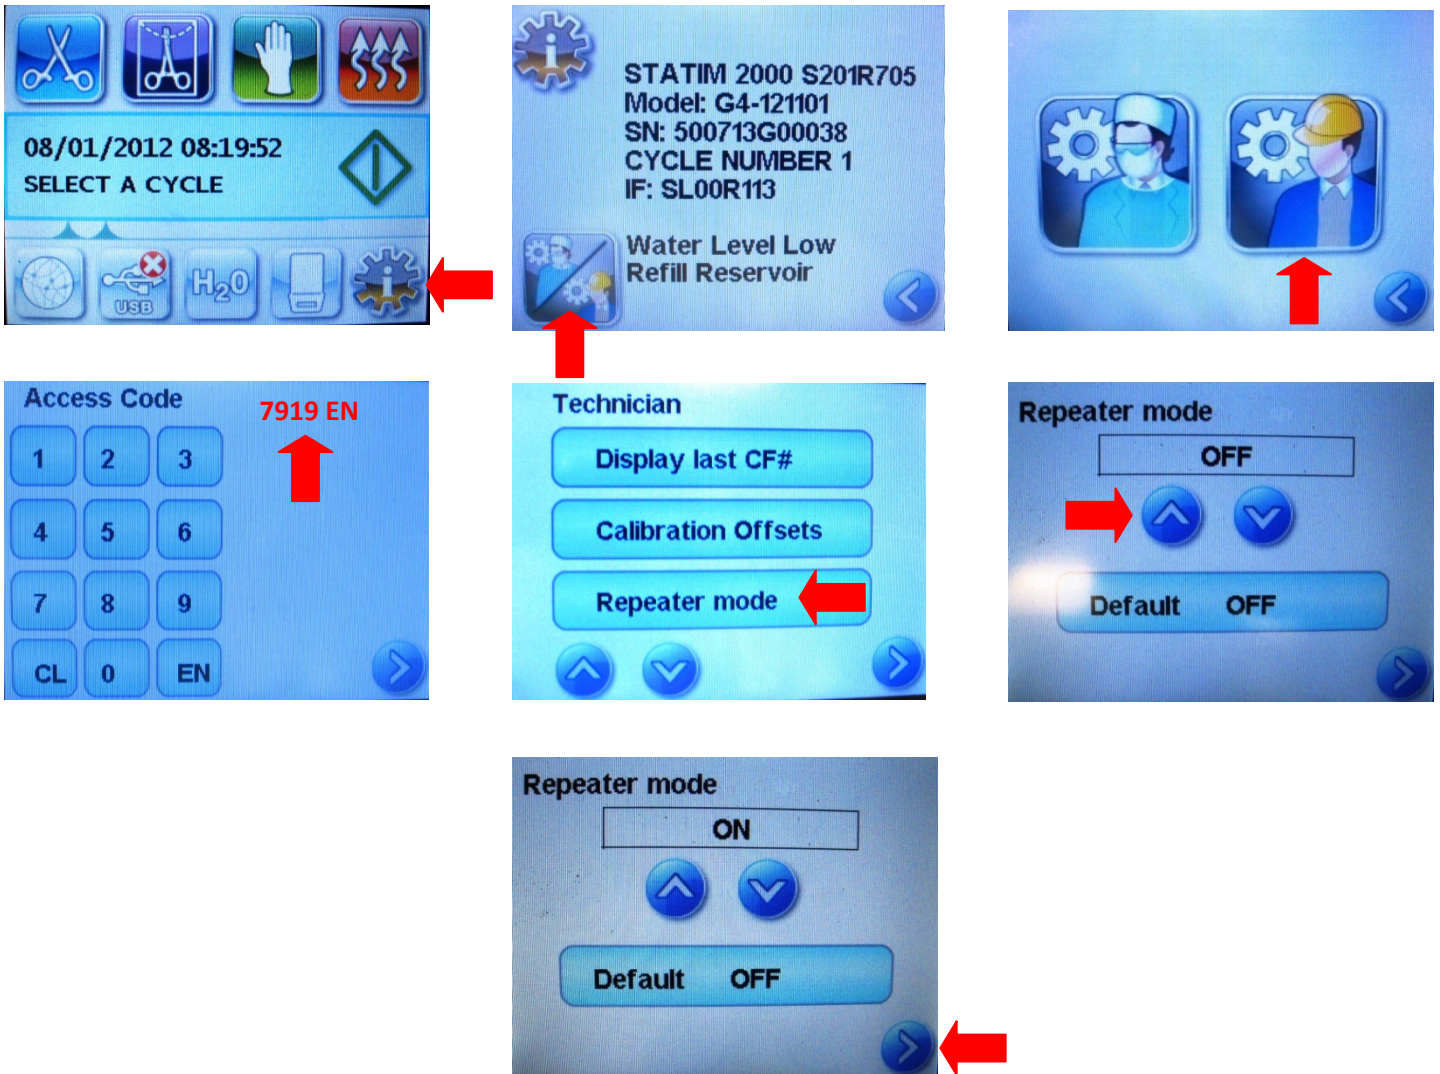 08/01/2012 08:19:52
SELECT A CYCLE
USB
H₂0
STATIM 2000 S201R705
Model: G4-121101
SN: 500713G00038
CYCLE NUMBER 1
IF: SL00R113
Water Level Low
Refill Reservoir
Access Code
7919 EN
1 2 3
4 5 6
7 8 9
CL 0 EN
Technician
Display last CF#
Calibration Offsets
Repeater mode
Repeater mode
OFF
Default OFF
Repeater mode
ON
Default OFF